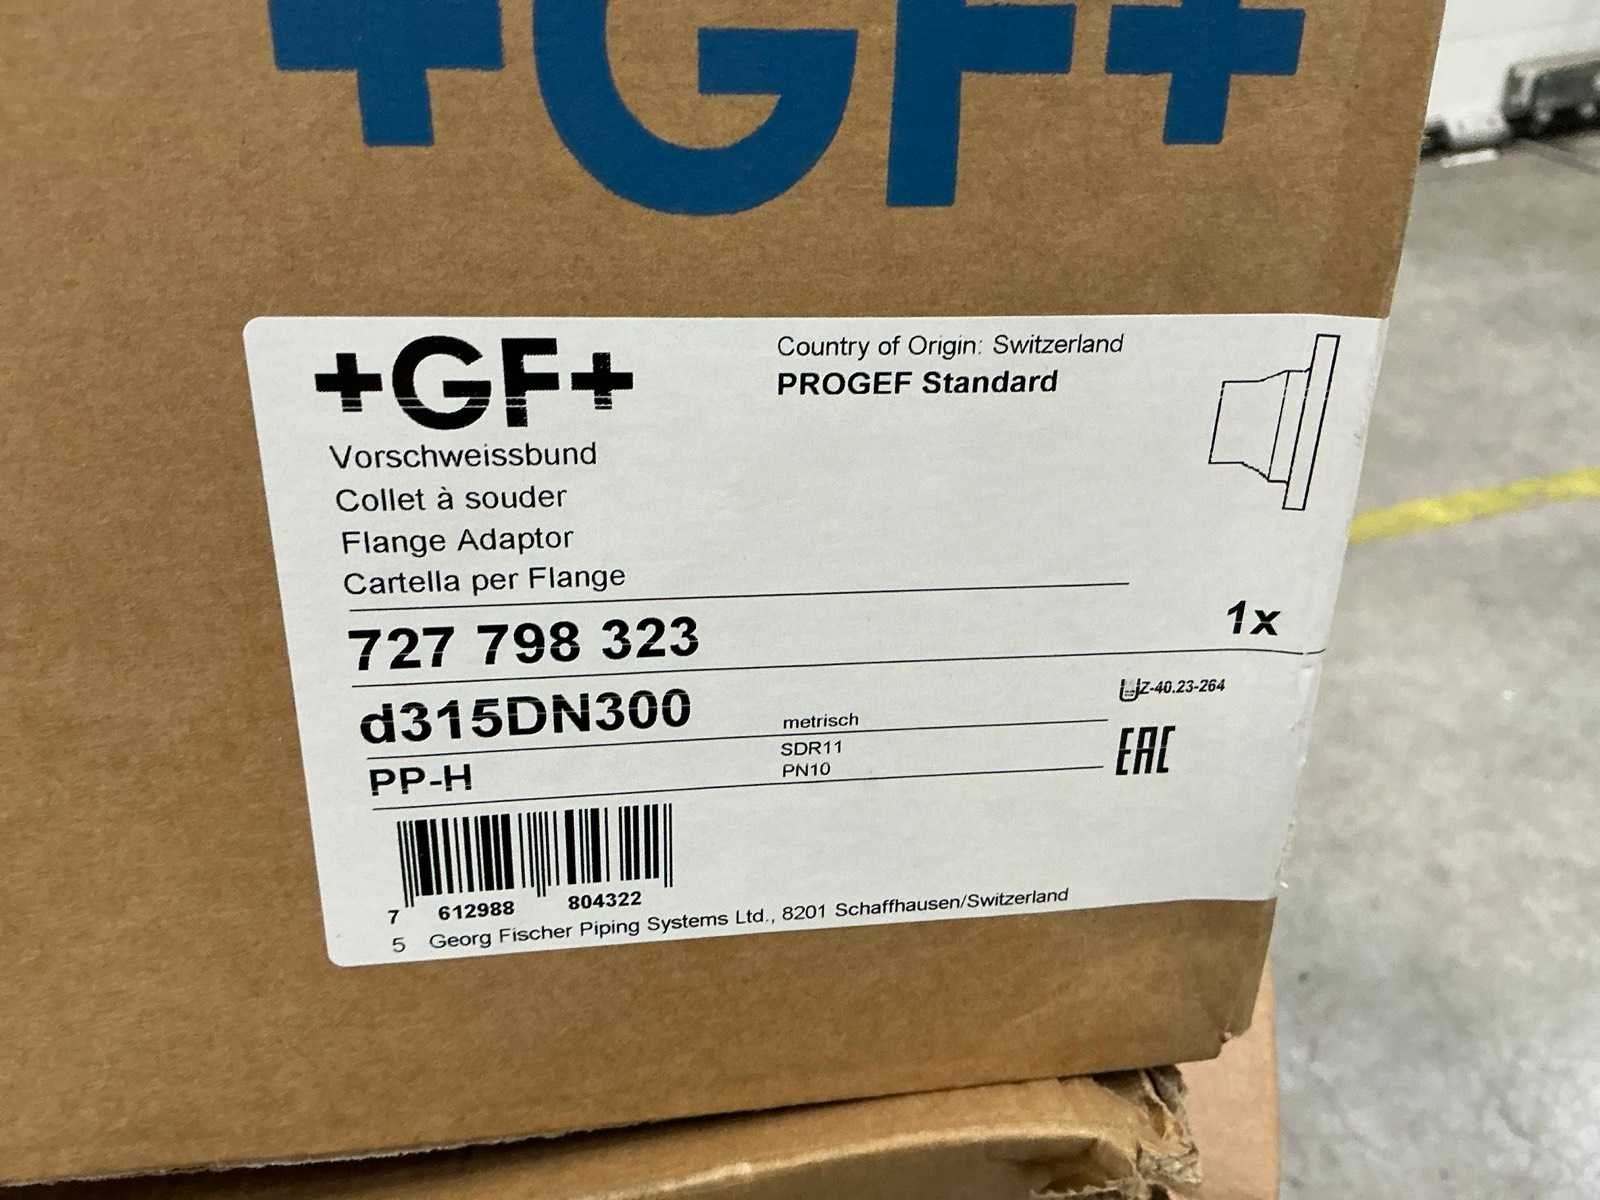 +GF+
+GF+
Country of Origin: Switzerland
PROGEF Standard
Vorschweissbund
Collet à souder
Flange Adaptor
Cartella per Flange
727 798 323
1x
d315DN300
metrisch
Z-40.23-264
PP-H
SDR11
PN10
EAC
7 612988 804322
5 Georg Fischer Piping Systems Ltd., 8201 Schaffhausen/Switzerland